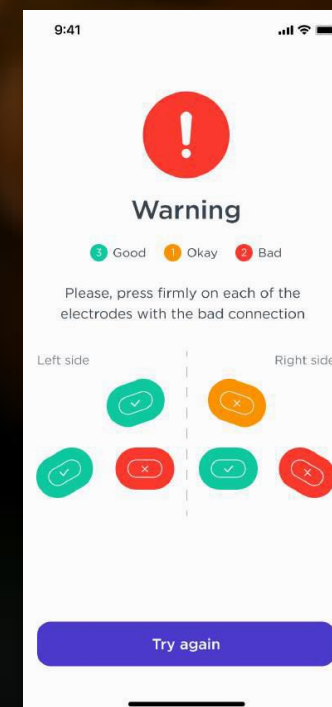 9:41
Warning
3 Good 1 Okay 2 Bad
Please, press firmly on each of the
electrodes with the bad connection
Left side Right side
Try again